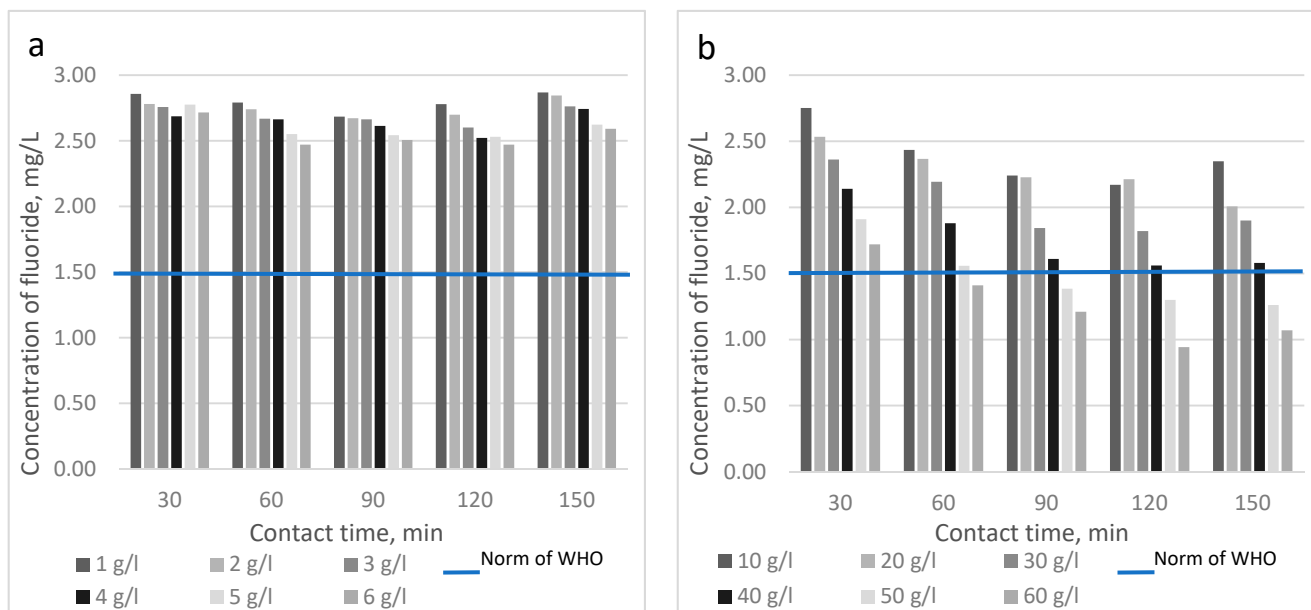 a
Concentration of fluoride, mg/L
3.00
2.50
2.00
1.50
1.00
0.50
0.00
30 60 90 120 150
Contact time, min
1 g/l 2 g/l 3 g/l Norm of WHO
4 g/l 5 g/l 6 g/l
b
Concentration of fluoride, mg/L
3.00
2.50
2.00
1.50
1.00
0.50
0.00
30 60 90 120 150
Contact time, min
10 g/l 20 g/l 30 g/l Norm of WHO
40 g/l 50 g/l 60 g/l